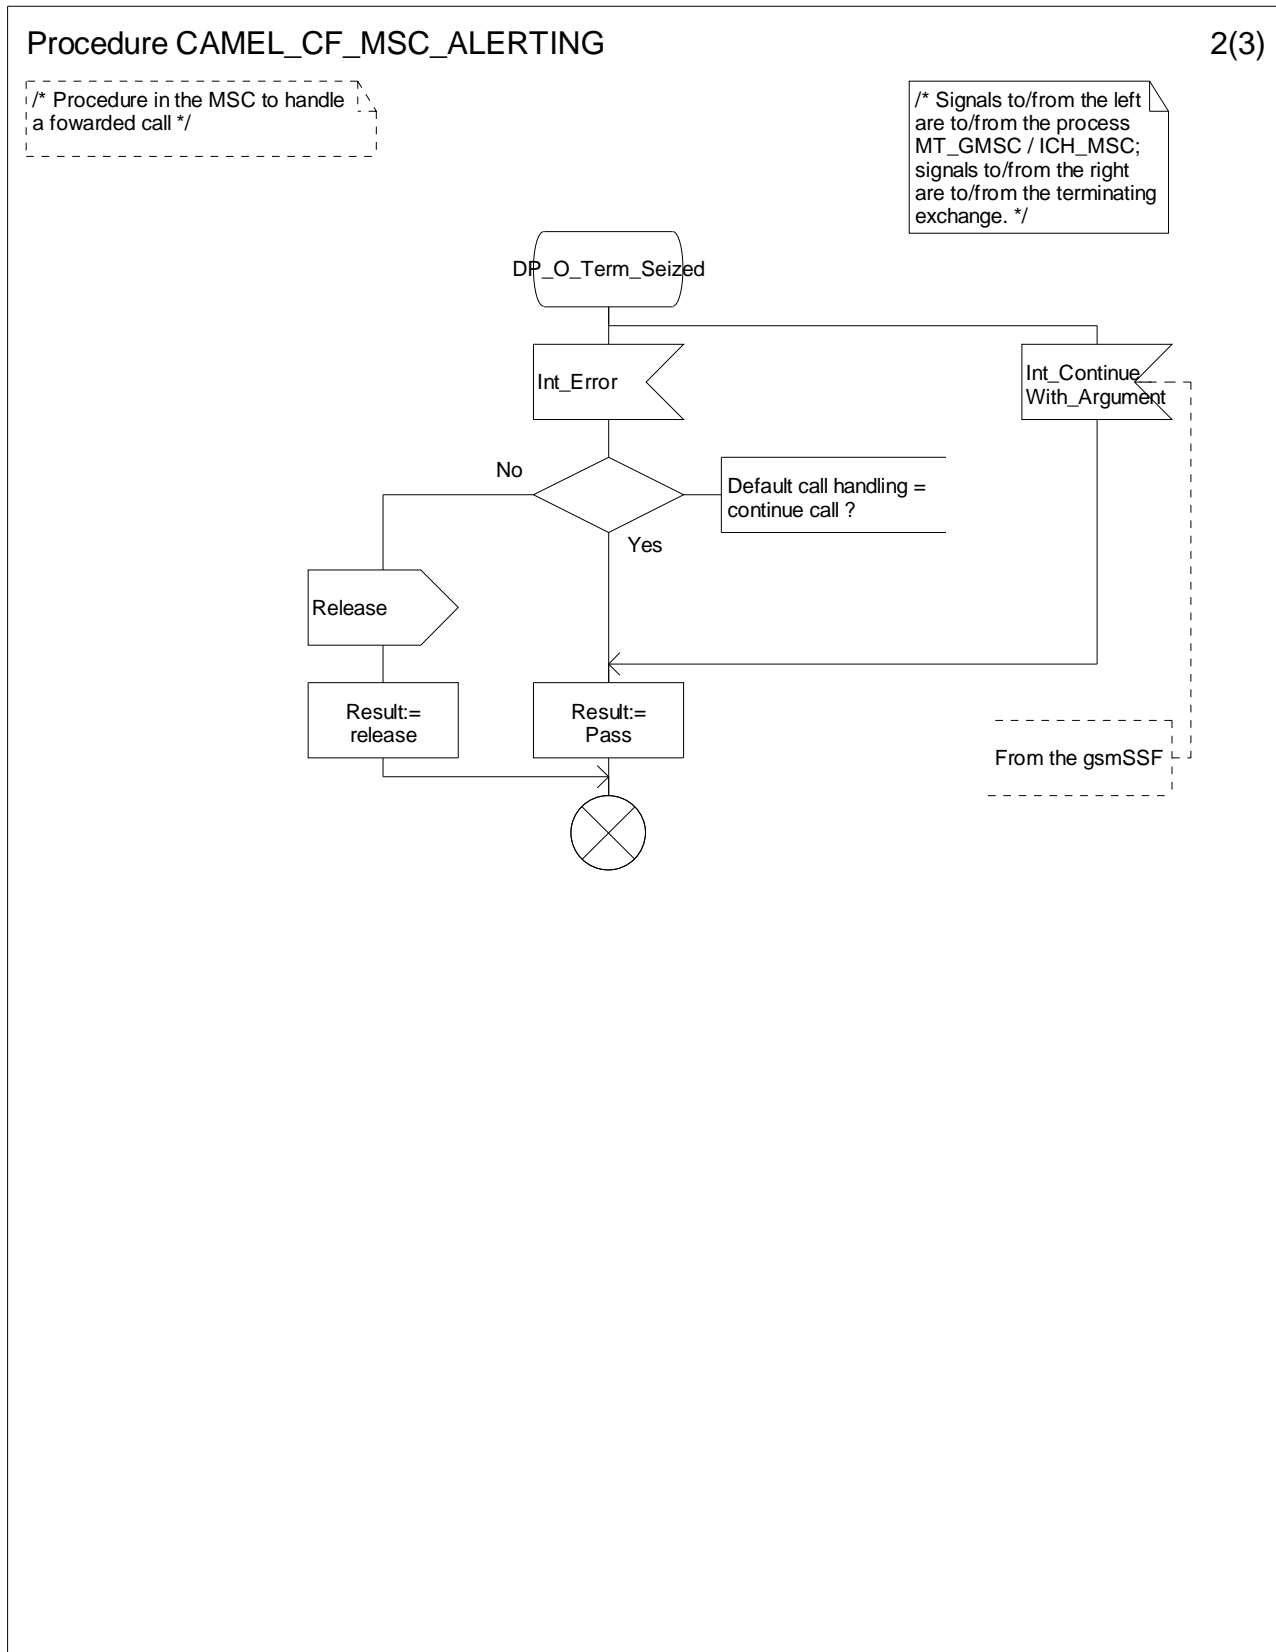 Procedure CAMEL_CF_MSC_ALERTING
2(3)
/* Procedure in the MSC to handle
a fowarded call */
/* Signals to/from the left
are to/from the process
MT_GMSC / ICH_MSC;
signals to/from the right
are to/from the terminating
exchange. */
DP_O_Term_Seized
Int_Error
Int_Continue
With_Argument
No
Default call handling =
continue call ?
Yes
Release
Result:=
release
Result:=
Pass
From the gsmSSF